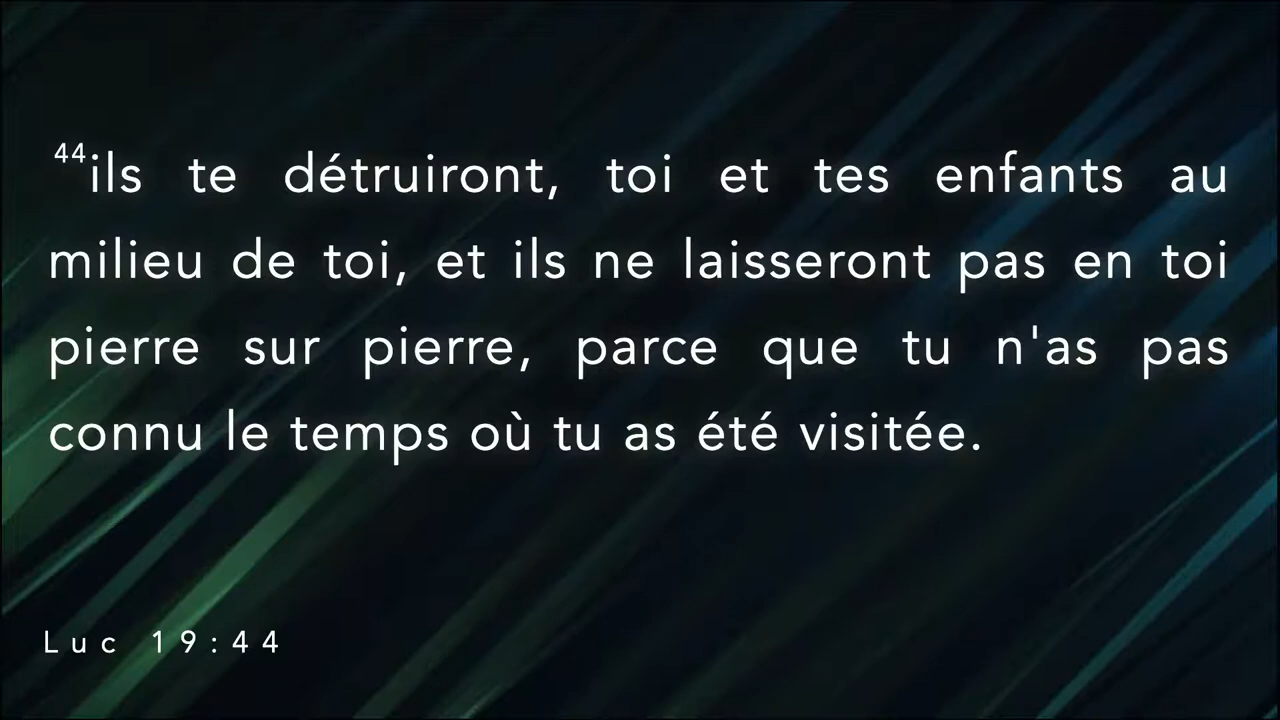 44ils te détruiront, toi et tes enfants au
milieu de toi, et ils ne laisseront pas en toi
pierre sur pierre, parce que tu n'as pas
connu le temps où tu as été visitée.
Luc 19:44